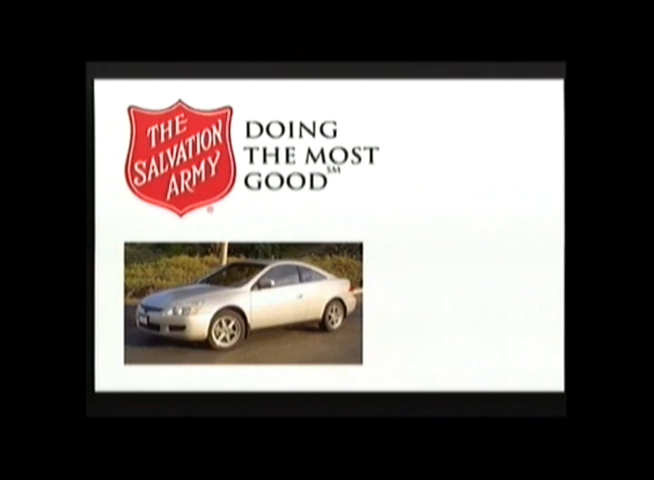 THE
SALVATION
ARMY
DOING
THE MOST
GOOD℠